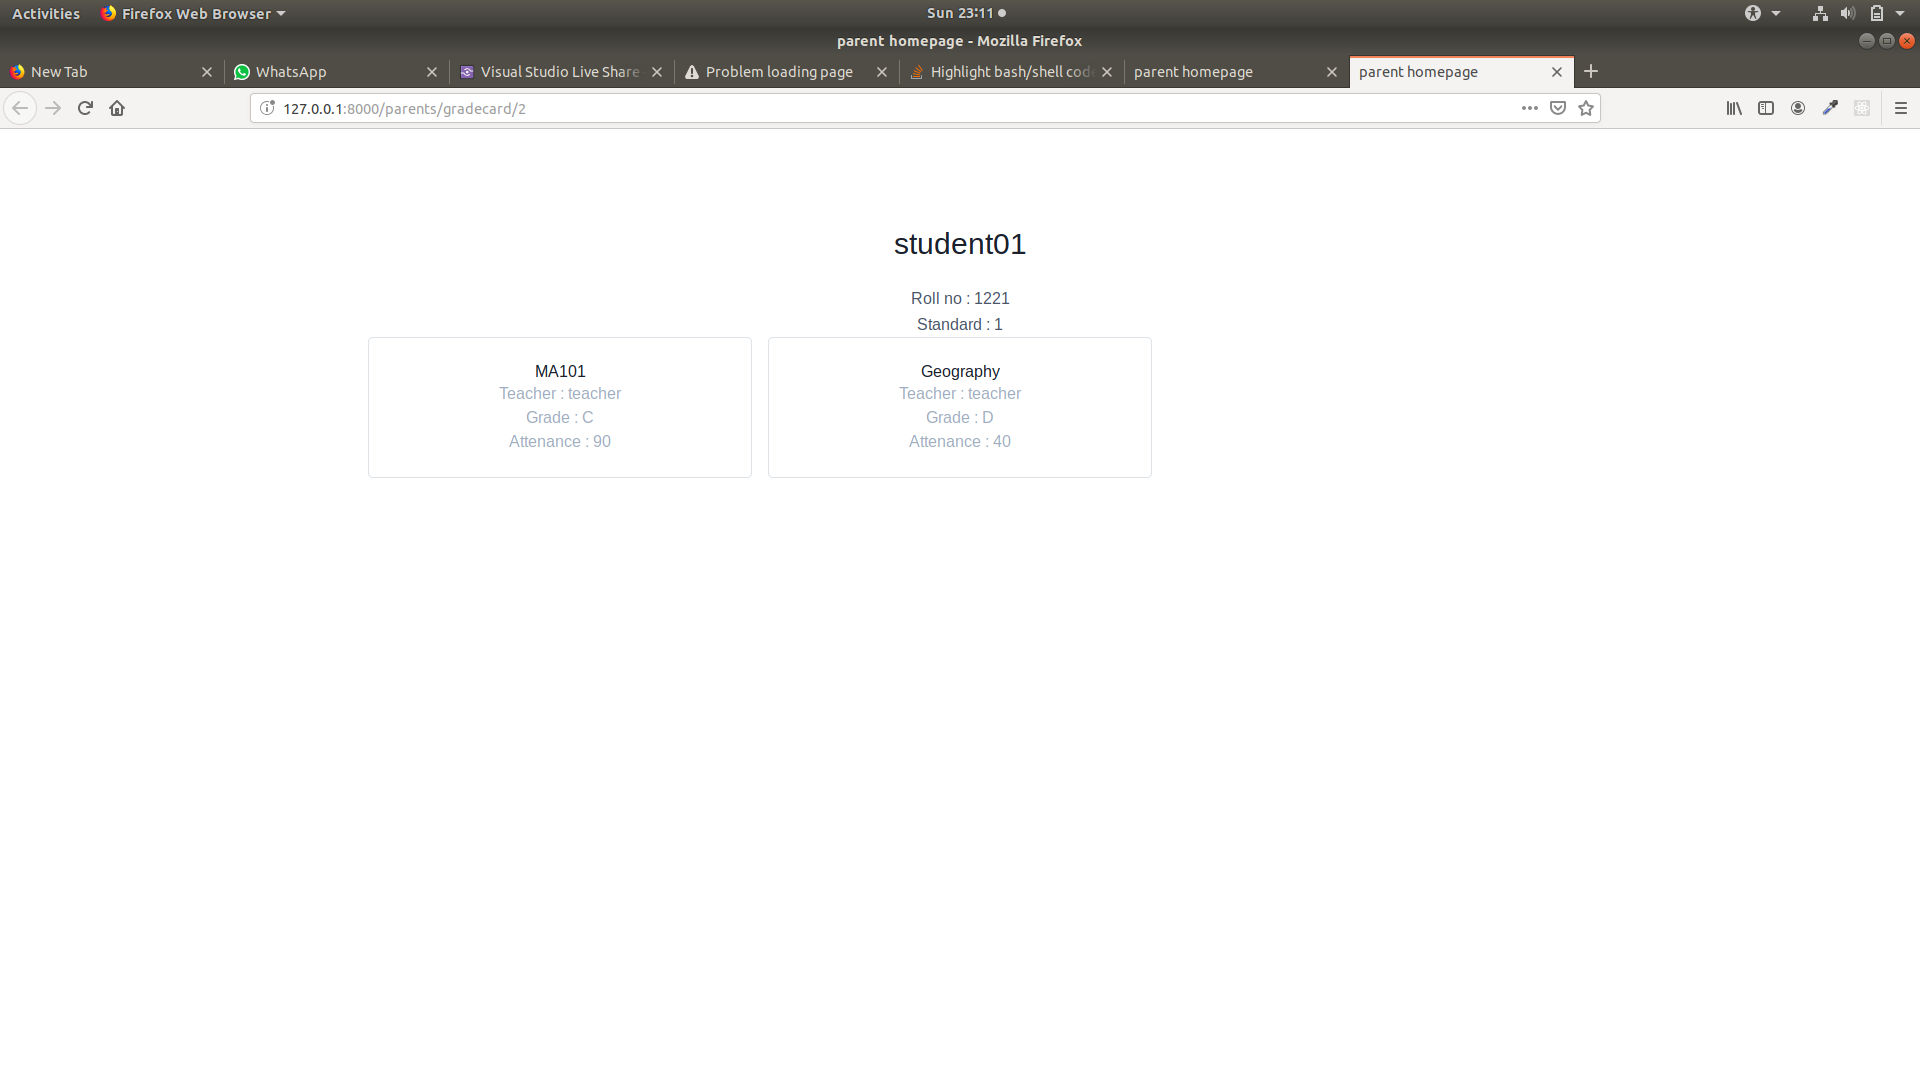 Activities Firefox Web Browser Sun 23:11
parent homepage - Mozilla Firefox
New Tab WhatsApp Visual Studio Live Share Problem loading page Highlight bash/shell cod parent homepage parent homepage
127.0.0.1:8000/parents/gradecard/2
student01
Roll no : 1221
Standard : 1
MA101
Teacher : teacher
Grade : C
Attenance : 90
Geography
Teacher : teacher
Grade : D
Attenance : 40